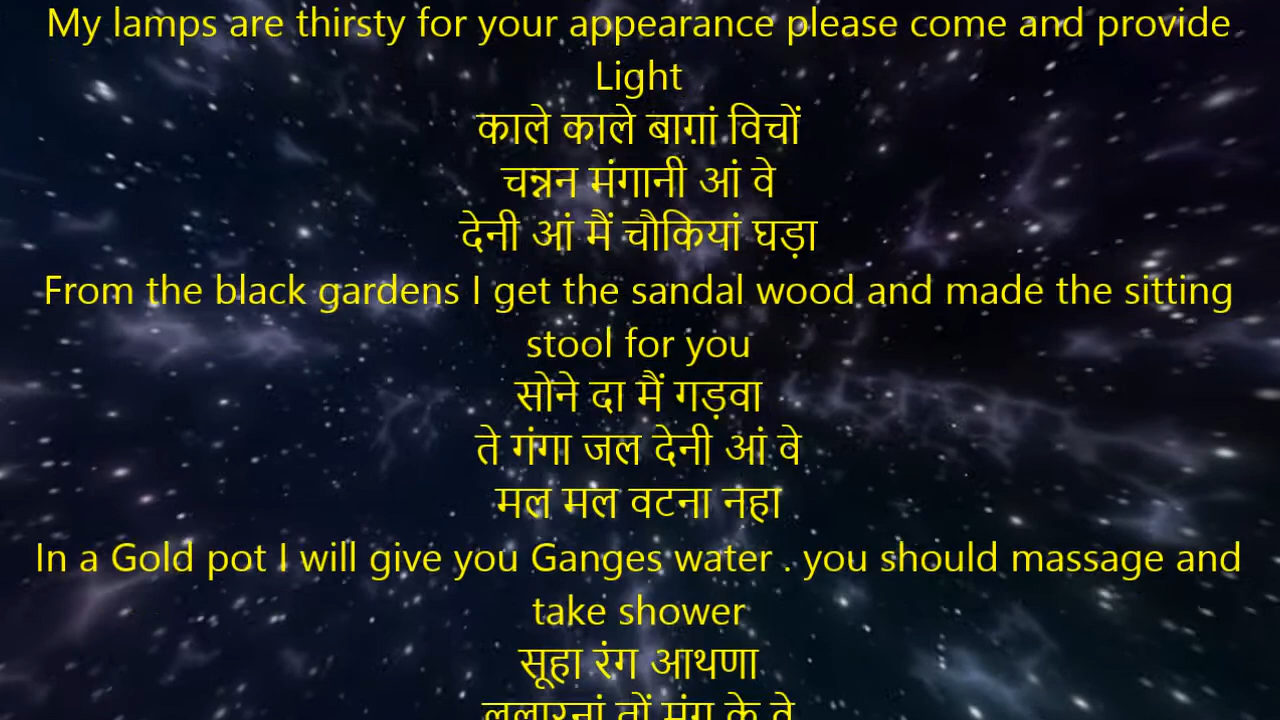 My lamps are thirsty for your appearance please come and provide
Light
काले काले बाग़ां विचों
चन्नन मंगानी आं वे
देनी आं मैं चौकियां घड़ा
From the black gardens I get the sandal wood and made the sitting
stool for you
सोने दा मैं गड़वा
ते गंगा जल देनी आं वे
मल मल वटना नहा
In a Gold pot I will give you Ganges water . you should massage and
take shower
सूहा रंग आथणा
ललारनां तों मंग के वे